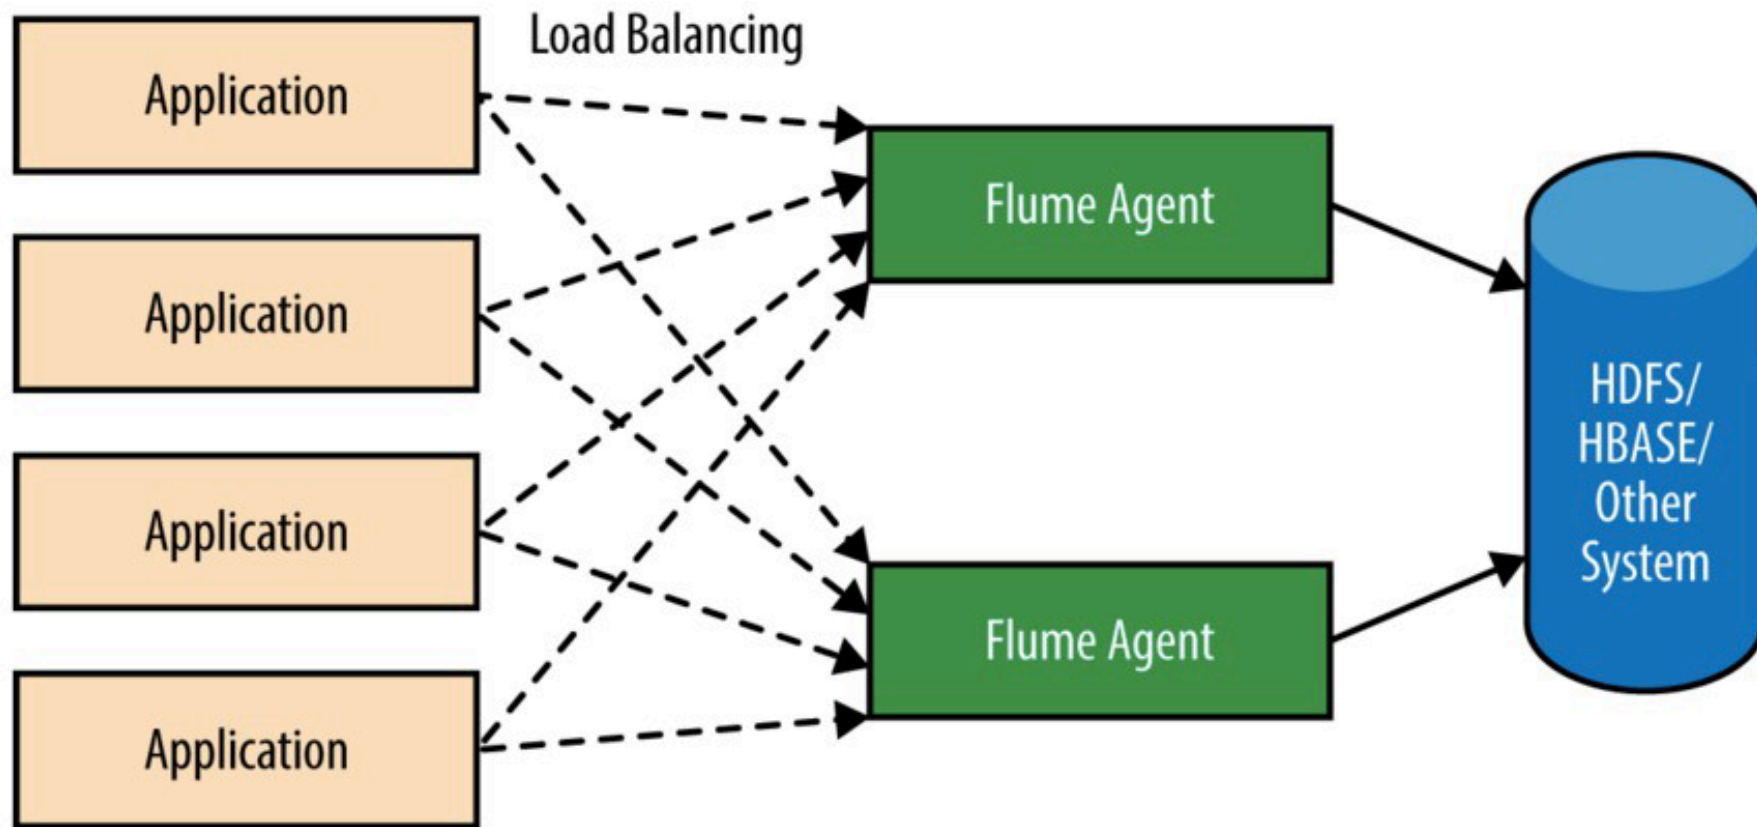 Load Balancing
Application
Application
Application
Application
Flume Agent
Flume Agent
HDFS/
HBASE/
Other
System